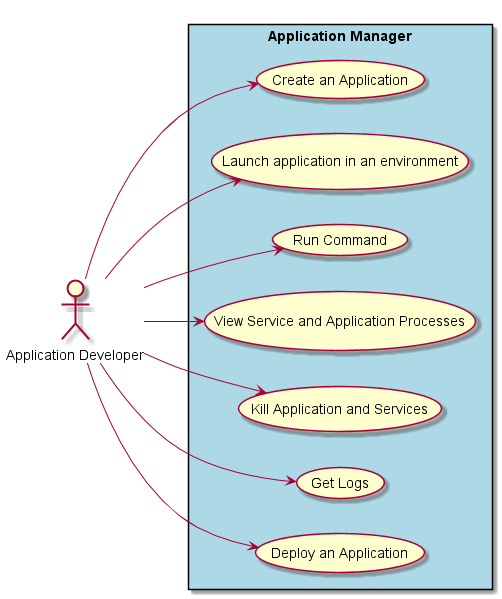 Application Manager
Create an Application
Launch application in an environment
Run Command
View Service and Application Processes
Application Developer
Kill Application and Services
Get Logs
Deploy an Application